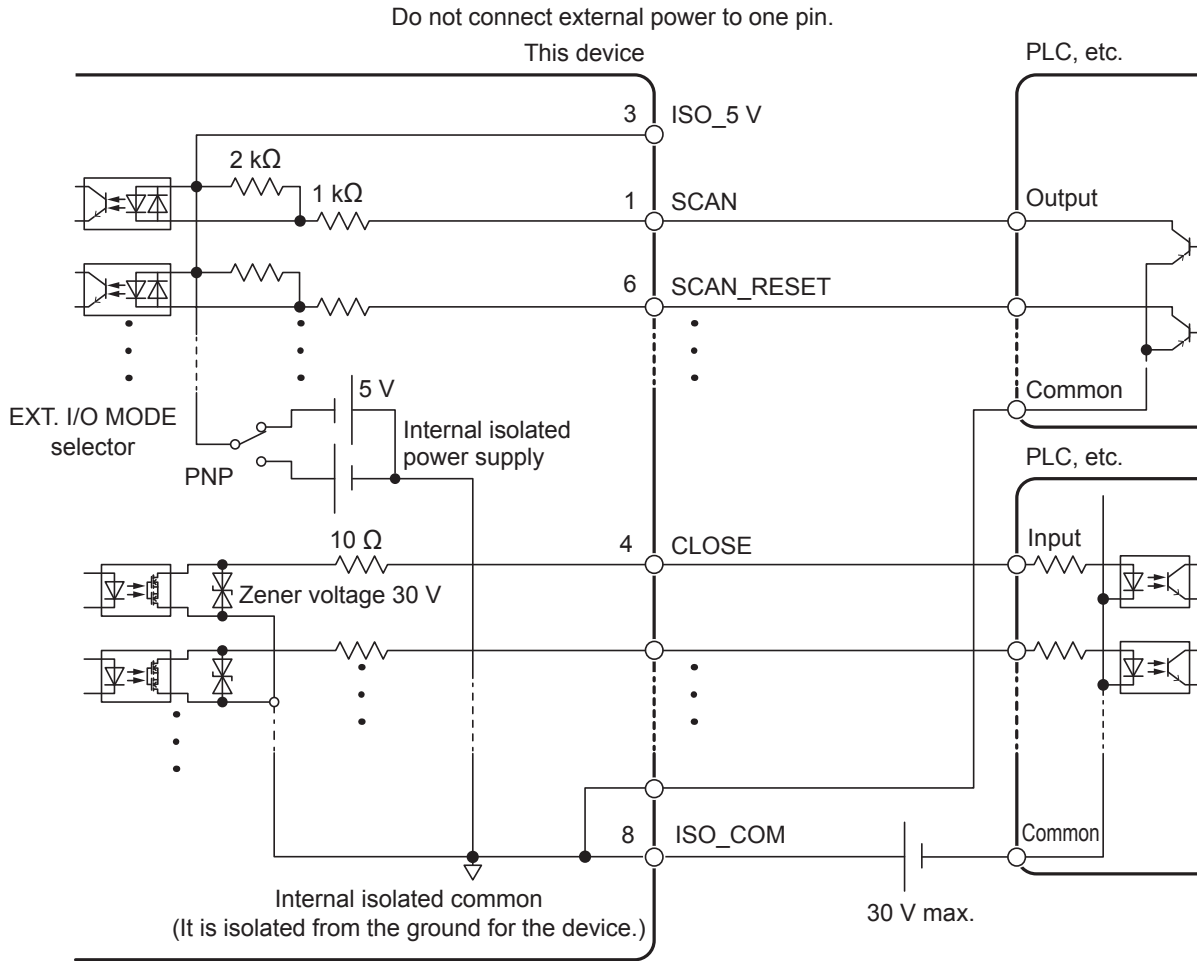 Do not connect external power to one pin.
This device
PLC, etc.
3 ISO_5 V
2 kΩ
1 kΩ
1 SCAN
Output
6 SCAN_RESET
5 V
Common
EXT. I/O MODE
selector
Internal isolated
power supply
PNP
PLC, etc.
10 Ω
4 CLOSE
Input
Zener voltage 30 V
8 ISO_COM
Common
Internal isolated common
(It is isolated from the ground for the device.)
30 V max.